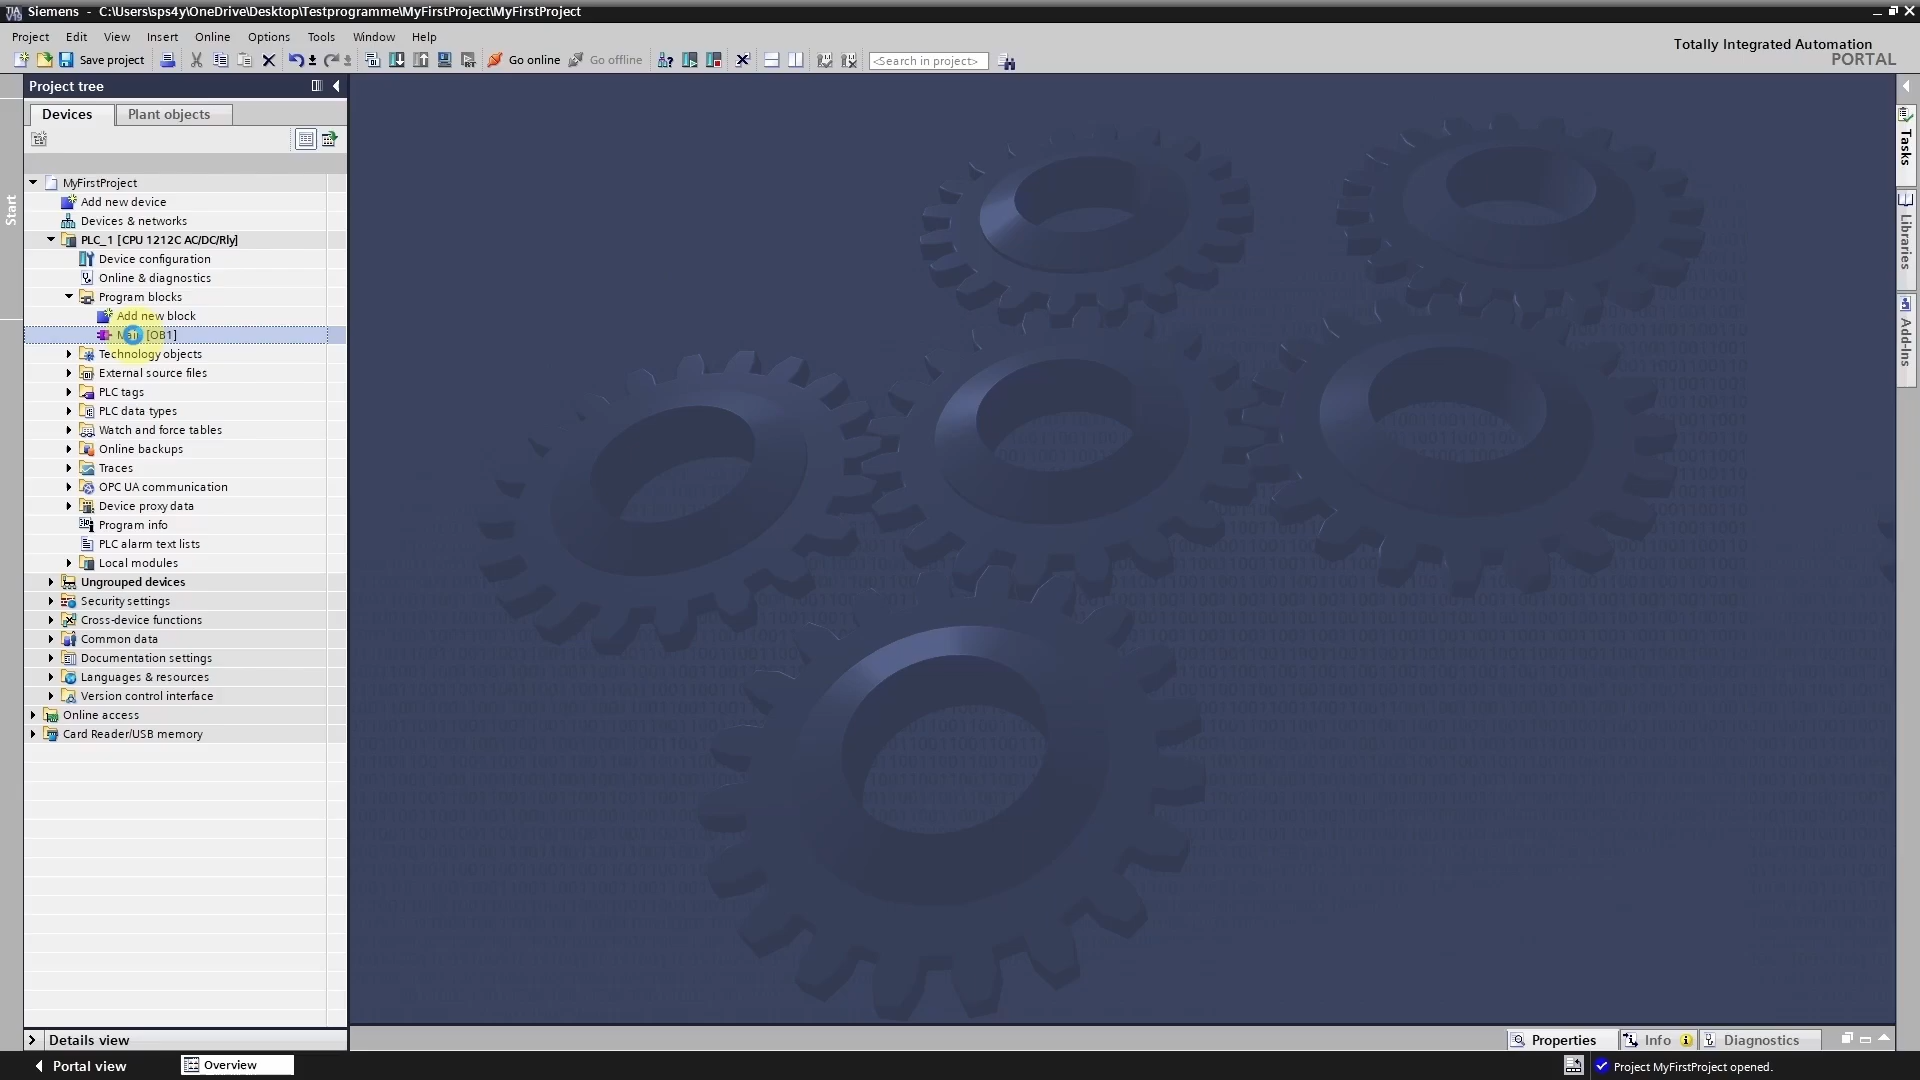 Siemens - C:\Users\sps4y\OneDrive\Desktop\Testprogramme\MyFirstProject\MyFirstProject
Project Edit View Insert Online Options Tools Window Help
Totally Integrated Automation
PORTAL
Save project Go online Go offline <Search in project>
Project tree
Devices Plant objects
Start
MyFirstProject
Add new device
Devices & networks
PLC_1 [CPU 1212C AC/DC/Rly]
Device configuration
Online & diagnostics
Program blocks
Add new block
Main [OB1]
Technology objects
External source files
PLC tags
PLC data types
Watch and force tables
Online backups
Traces
OPC UA communication
Device proxy data
Program info
PLC alarm text lists
Local modules
Ungrouped devices
Security settings
Cross-device functions
Common data
Documentation settings
Languages & resources
Version control interface
Online access
Card Reader/USB memory
Tasks
Libraries
Add-Ins
Details view
Properties Info Diagnostics
Portal view Overview
Project MyFirstProject opened.